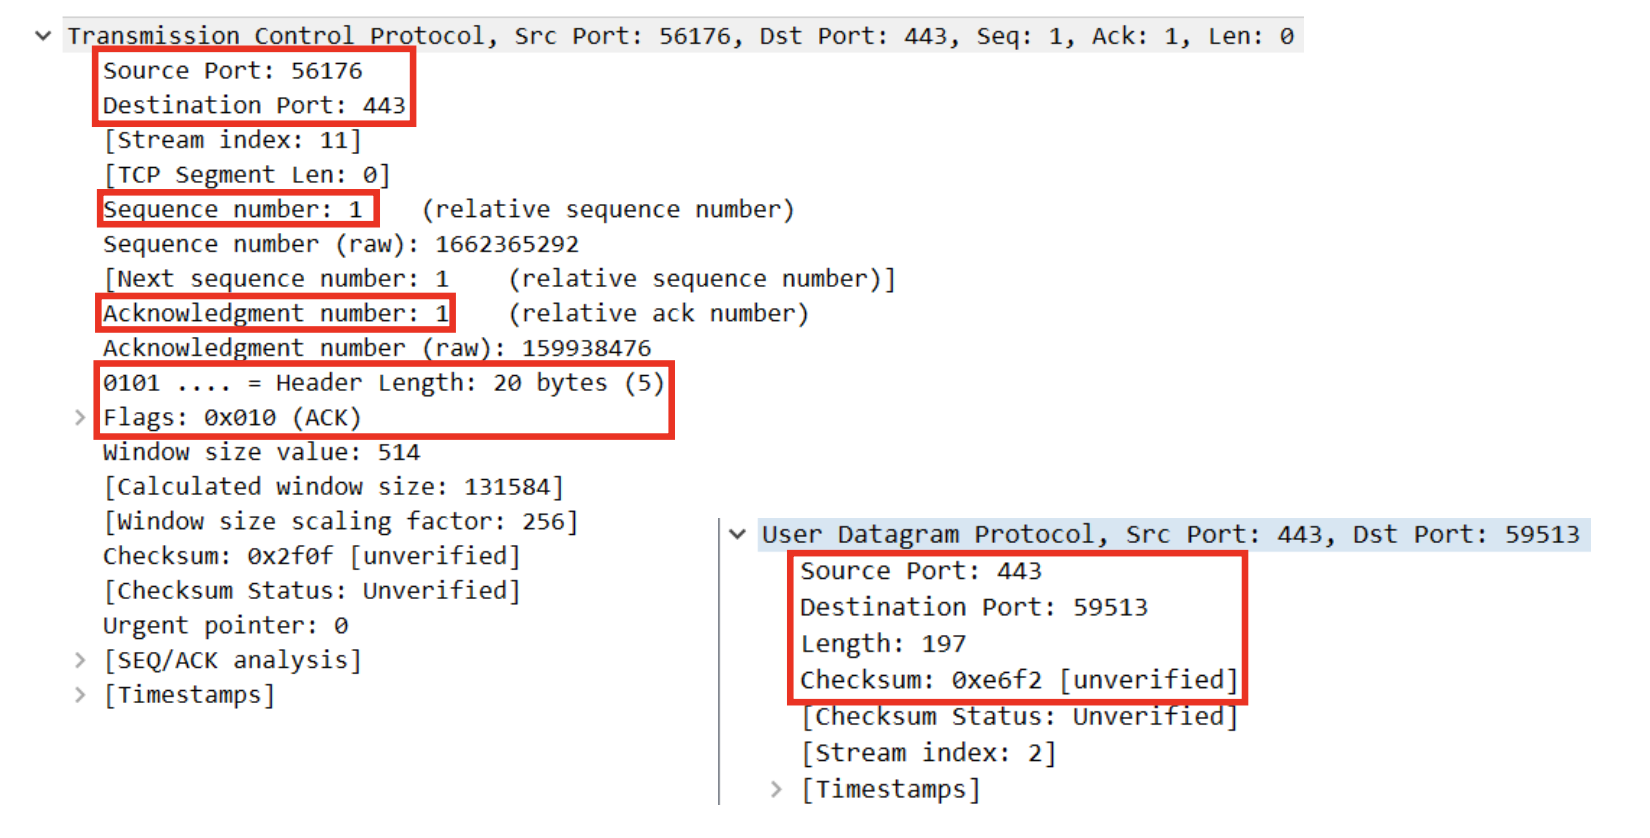 Transmission Control Protocol, Src Port: 56176, Dst Port: 443, Seq: 1, Ack: 1, Len: 0
Source Port: 56176
Destination Port: 443
[Stream index: 11]
[TCP Segment Len: 0]
Sequence number: 1    (relative sequence number)
Sequence number (raw): 1662365292
[Next sequence number: 1    (relative sequence number)]
Acknowledgment number: 1    (relative ack number)
Acknowledgment number (raw): 159938476
0101 .... = Header Length: 20 bytes (5)
Flags: 0x010 (ACK)
Window size value: 514
[Calculated window size: 131584]
[Window size scaling factor: 256]
Checksum: 0x2f0f [unverified]
[Checksum Status: Unverified]
Urgent pointer: 0
[SEQ/ACK analysis]
[Timestamps]
User Datagram Protocol, Src Port: 443, Dst Port: 59513
Source Port: 443
Destination Port: 59513
Length: 197
Checksum: 0xe6f2 [unverified]
[Checksum Status: Unverified]
[Stream index: 2]
[Timestamps]